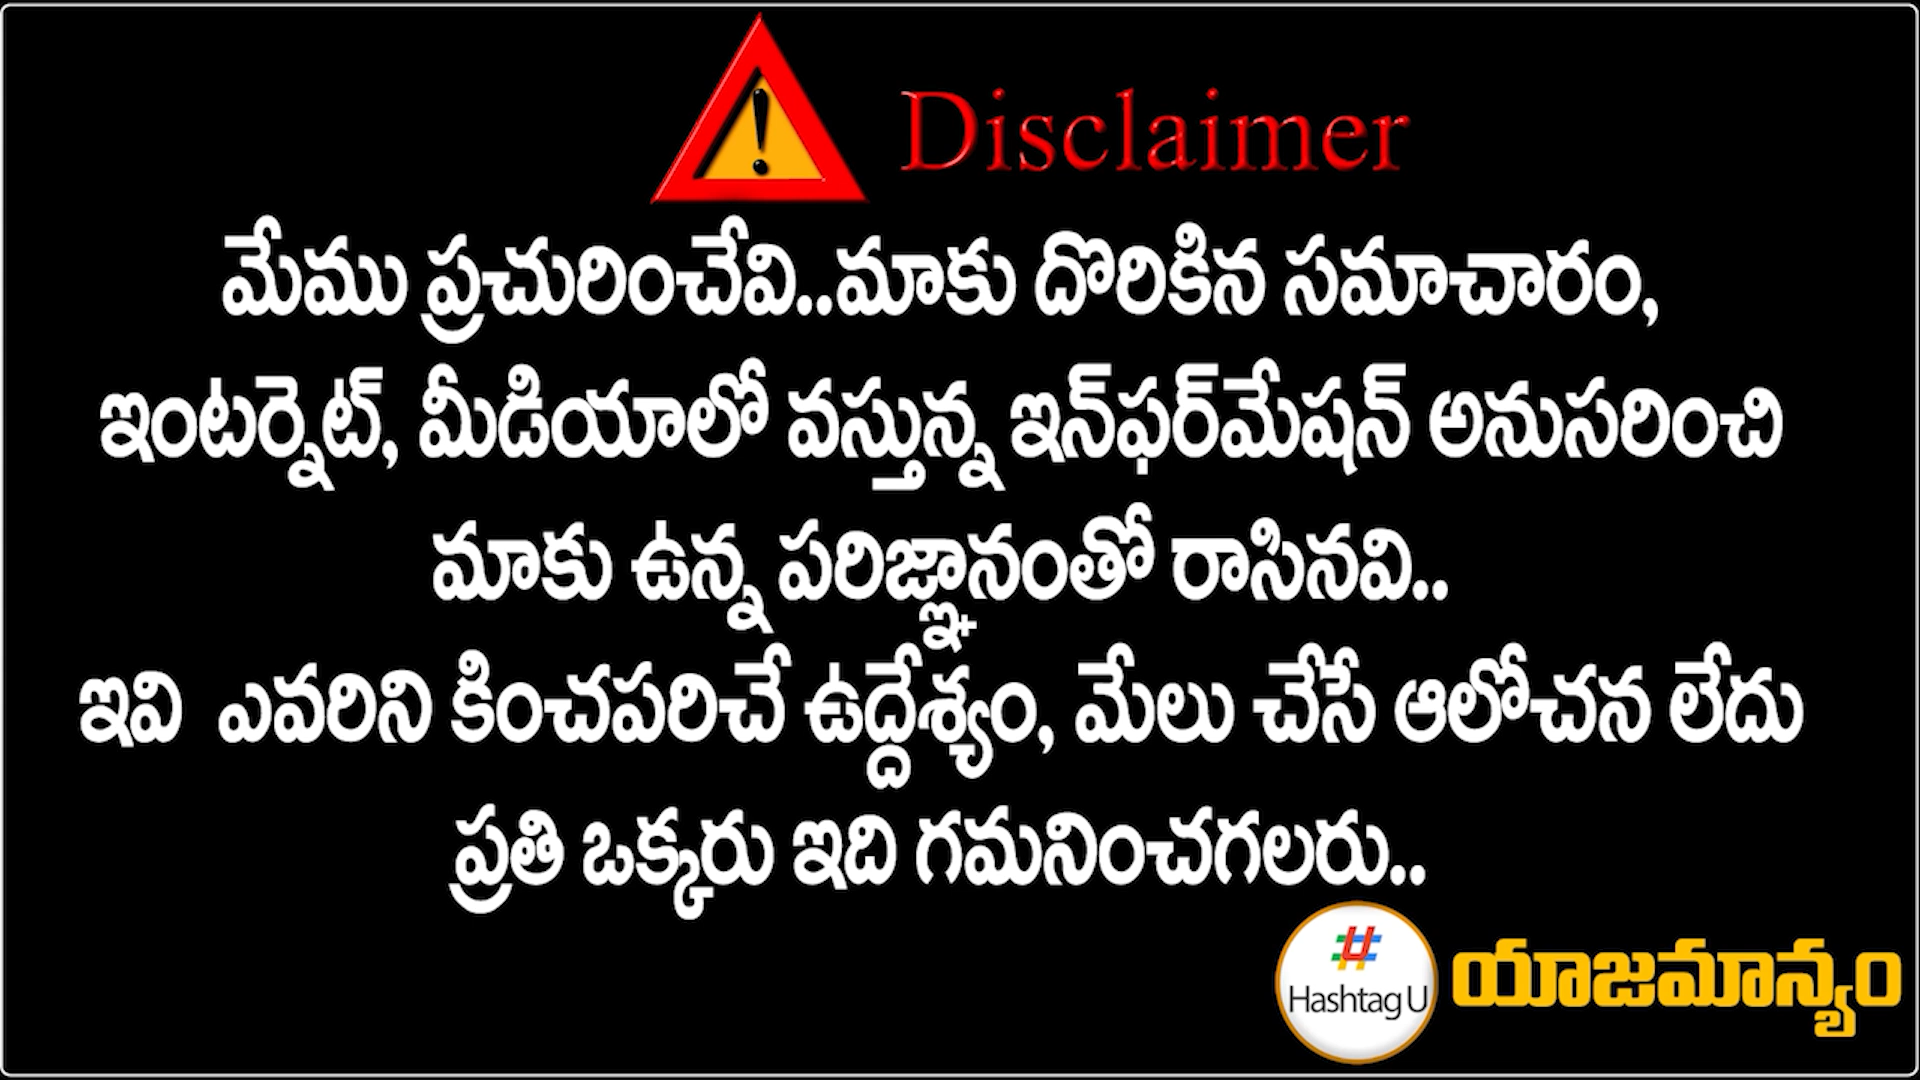 Disclaimer
మేము ప్రచురించేవి..మాకు దొరికిన సమాచారం,
ఇంటర్నెట్, మీడియాలో వస్తున్న ఇన్‌ఫర్‌మేషన్ అనుసరించి
మాకు ఉన్న పరిజ్ఞానంతో రాసినవి..
ఇవి ఎవరిని కించపరిచే ఉద్దేశ్యం, మేలు చేసే ఆలోచన లేదు
ప్రతి ఒక్కరు ఇది గమనించగలరు..
# Hashtag U యాజమాన్యం